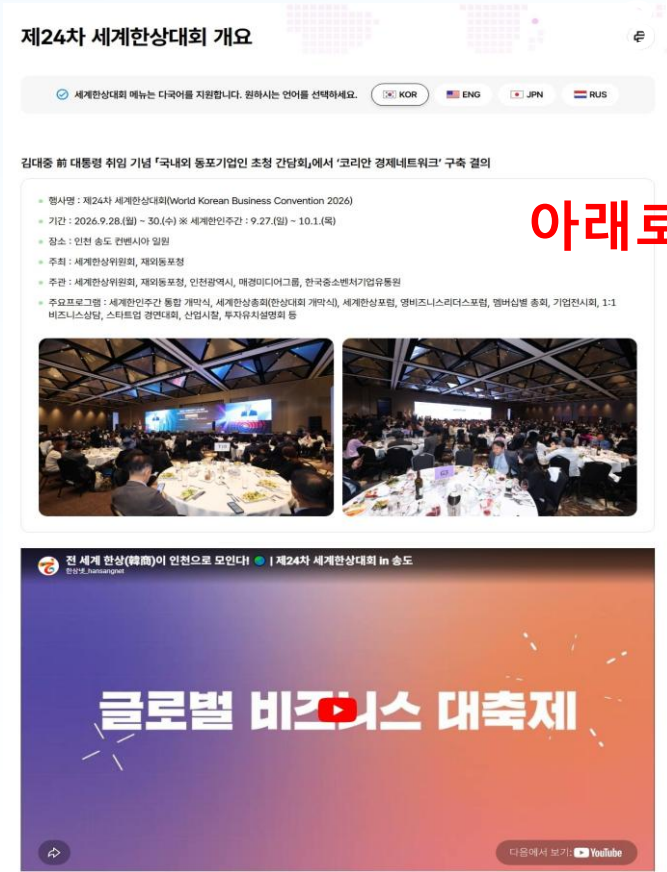 제24차 세계한상대회 개요
세계한상대회 메뉴는 다국어를 지원합니다. 원하시는 언어를 선택하세요. KOR ENG JPN RUS
김대중 前 대통령 취임 기념 「국내외 동포기업인 초청 간담회」에서 '코리안 경제네트워크' 구축 결의
행사명 : 제24차 세계한상대회(World Korean Business Convention 2026)
기간 : 2026.9.28.(월) ~ 30.(수) ※ 세계한인주간 : 9.27.(일) ~ 10.1.(목)
아래로
장소 : 인천 송도 컨벤시아 일원
주최 : 세계한상위원회, 재외동포청
주관 : 세계한상위원회, 재외동포청, 인천광역시, 매경미디어그룹, 한국중소벤처기업유통원
주요프로그램 : 세계한인주간 통합 개막식, 세계한상총회(한상대회 개막식), 세계한상포럼, 영비즈니스리더스포럼, 멤버십별 총회, 기업전시회, 1:1
비즈니스상담, 스타트업 경연대회, 산업시찰, 투자유치설명회 등
전 세계 한상(韓商)이 인천으로 모인다! | 제24차 세계한상대회 in 송도
한상넷_hansangnet
글로벌 비즈니스 대축제
다음에서 보기: YouTube